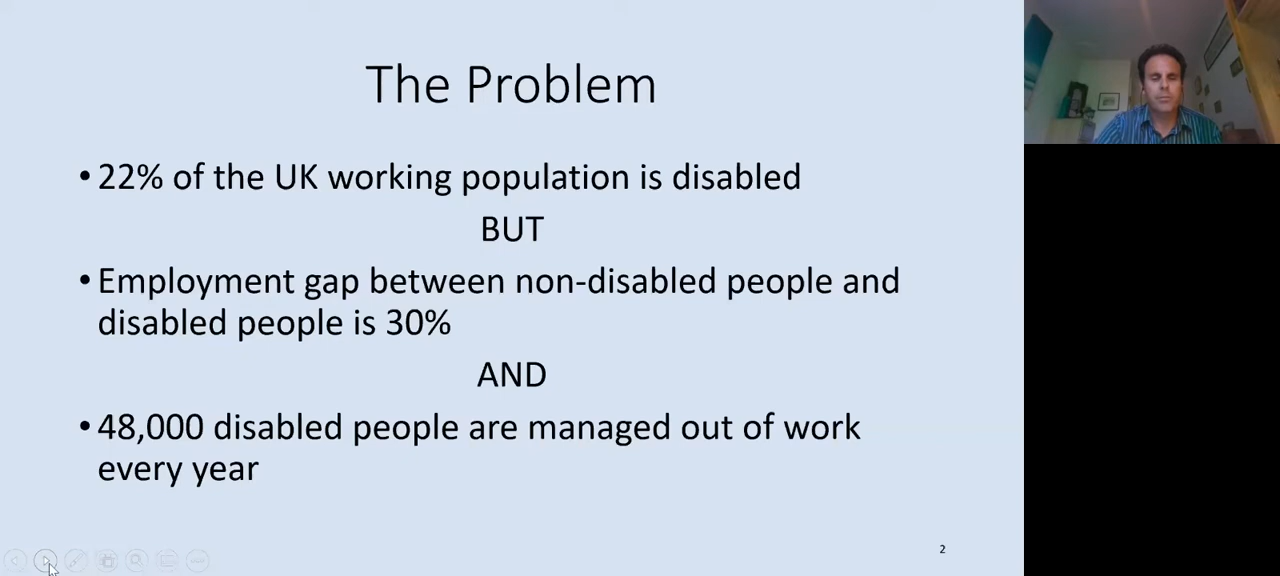 The Problem
• 22% of the UK working population is disabled
BUT
• Employment gap between non-disabled people and
disabled people is 30%
AND
• 48,000 disabled people are managed out of work
every year
2